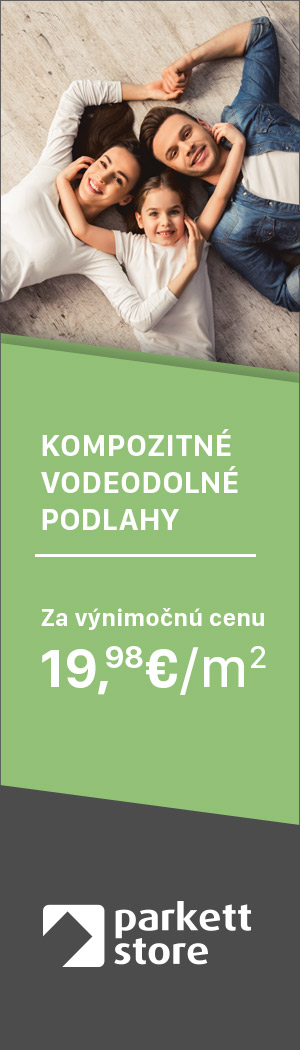 KOMPOZITNÉ
VODEODOLNÉ
PODLAHY
Za výnimočnú cenu
19,98€/m2
parkett
store